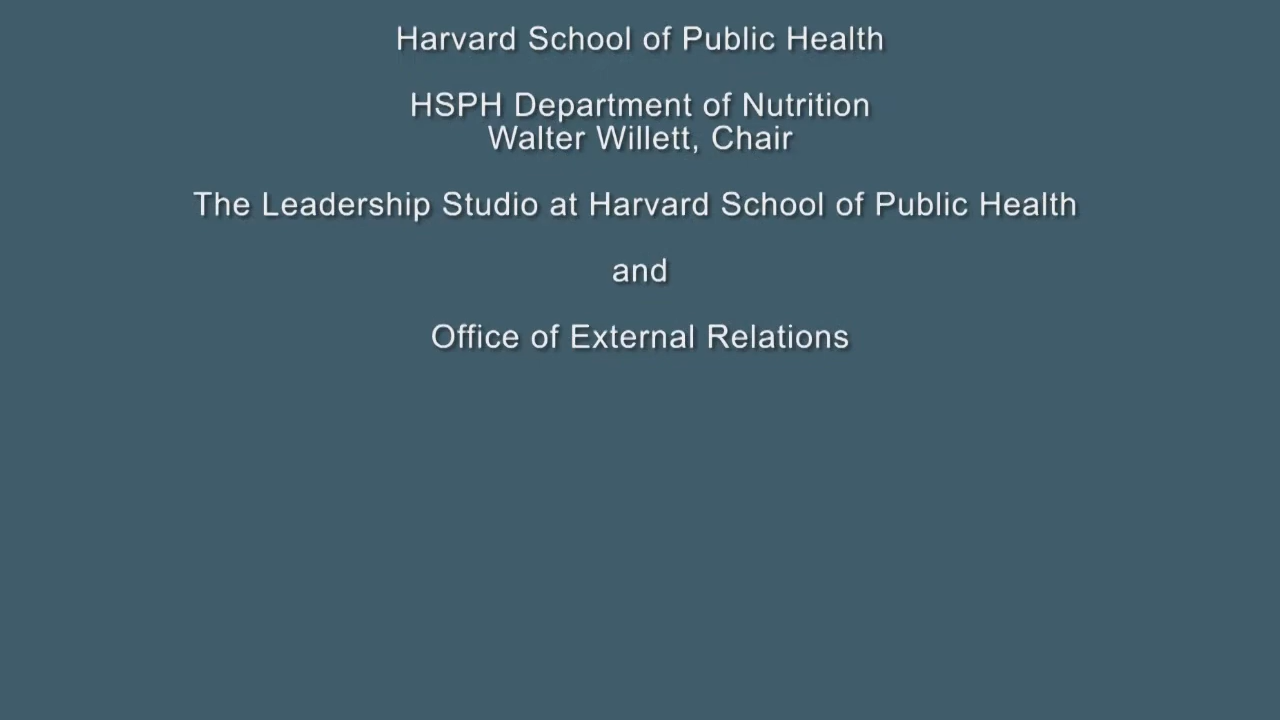 Harvard School of Public Health
HSPH Department of Nutrition
Walter Willett, Chair
The Leadership Studio at Harvard School of Public Health
and
Office of External Relations